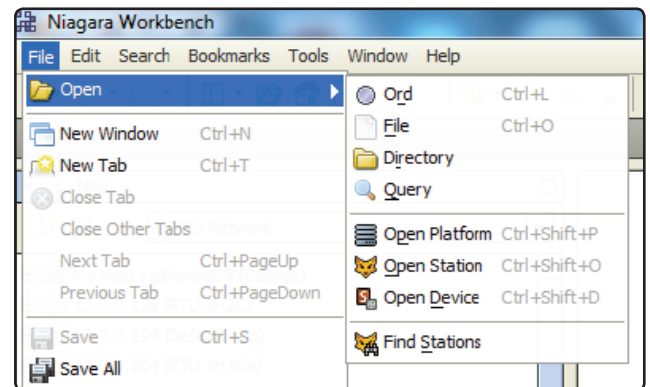 Niagara Workbench
File Edit Search Bookmarks Tools Window Help
Open
New Window Ctrl+N
New Tab Ctrl+T
Close Tab
Close Other Tabs
Next Tab Ctrl+PageUp
Previous Tab Ctrl+PageDown
Save Ctrl+S
Save All
Ord Ctrl+L
File Ctrl+O
Directory
Query
Open Platform Ctrl+Shift+P
Open Station Ctrl+Shift+O
Open Device Ctrl+Shift+D
Find Stations